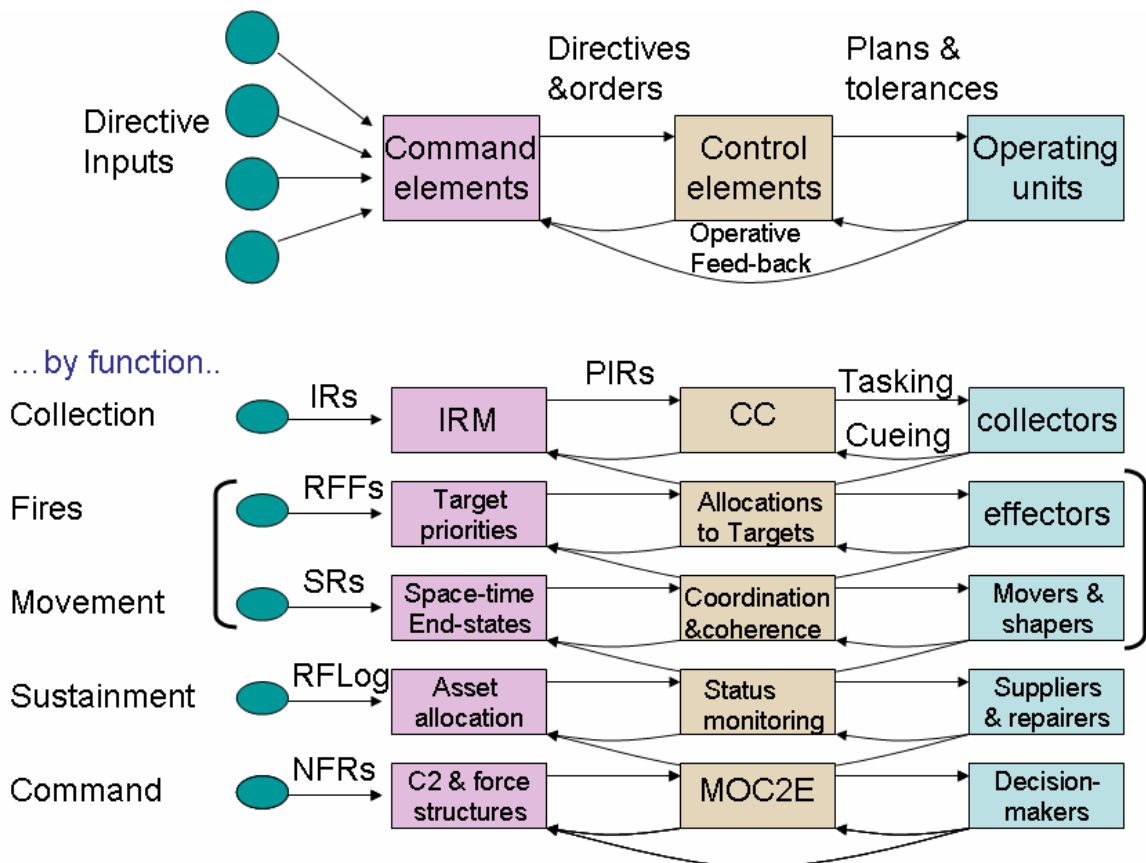 Directive
Inputs
Directives
&orders
Plans &
tolerances
Command
elements
Control
elements
Operating
units
Operative
Feed-back
...by function..
Collection
IRs
IRM
PIRs
CC
Tasking
Cueing
collectors
Fires
RFFs
Target
priorities
Allocations
to Targets
effectors
Movement
SRs
Space-time
End-states
Coordination
&coherence
Movers &
shapers
Sustainment
RFLog
Asset
allocation
Status
monitoring
Suppliers
& repairers
Command
NFRs
C2 & force
structures
MOC2E
Decision-
makers